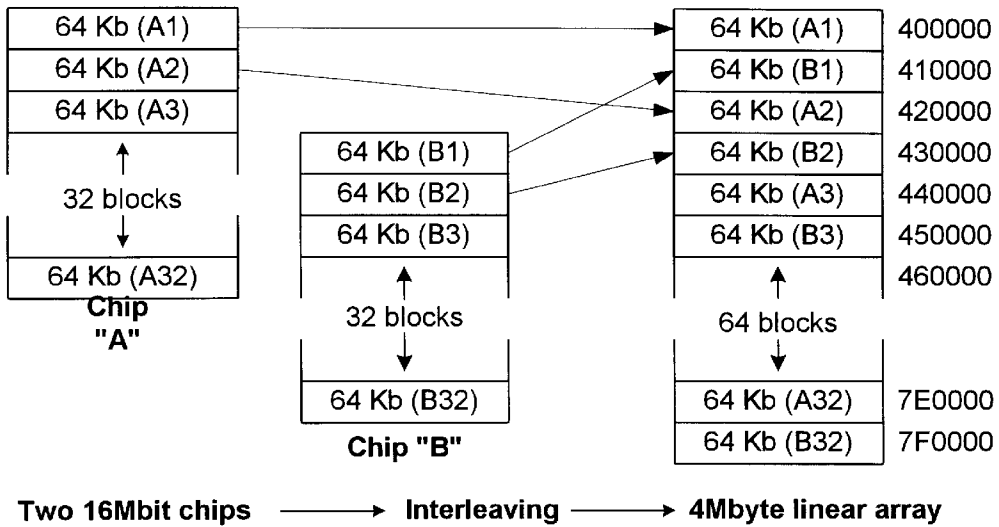 64 Kb (A1)
64 Kb (A2)
64 Kb (A3)
32 blocks
64 Kb (A32)
Chip
"A"
64 Kb (B1)
64 Kb (B2)
64 Kb (B3)
32 blocks
64 Kb (B32)
Chip "B"
64 Kb (A1) 400000
64 Kb (B1) 410000
64 Kb (A2) 420000
64 Kb (B2) 430000
64 Kb (A3) 440000
64 Kb (B3) 450000
460000
64 blocks
64 Kb (A32) 7E0000
64 Kb (B32) 7F0000
Two 16Mbit chips Interleaving 4Mbyte linear array